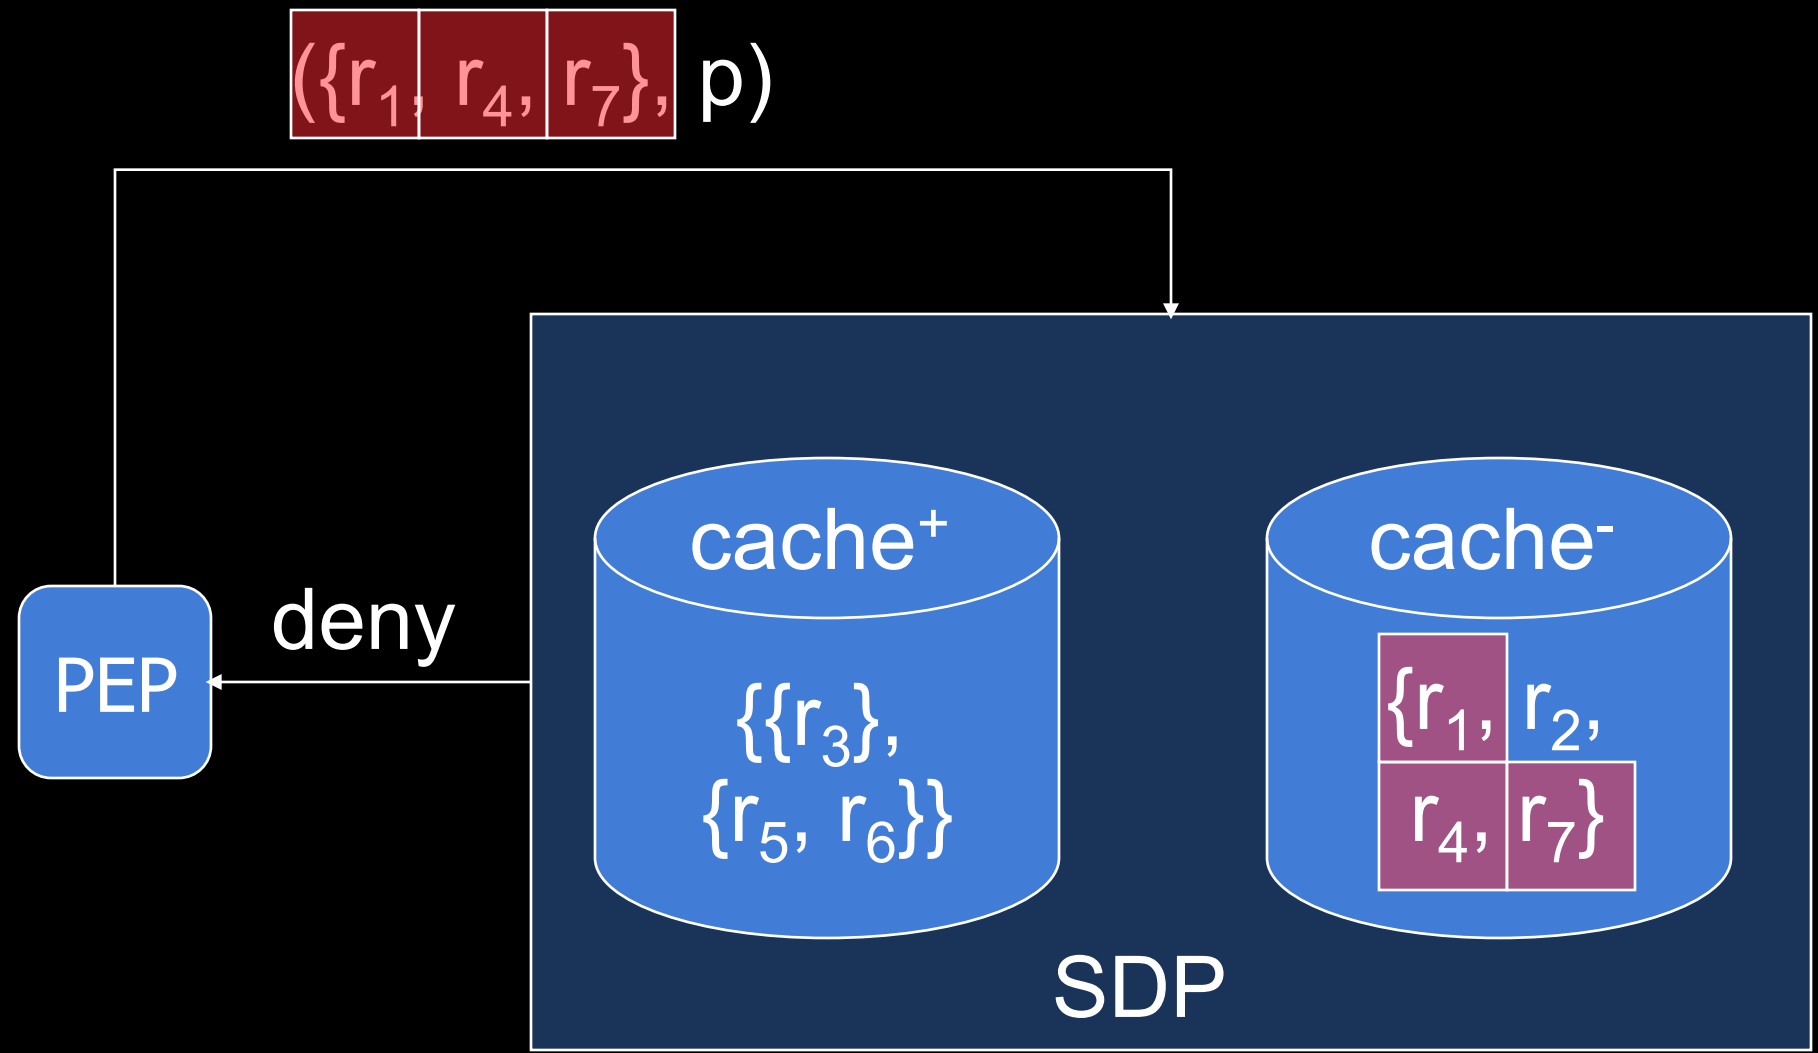 ({r₁, r₄, r₇}, p)
cache⁺
cache⁻
deny
PEP
{{r₃},
{r₅, r₆}}
{r₁, r₂,
r₄, r₇}
SDP